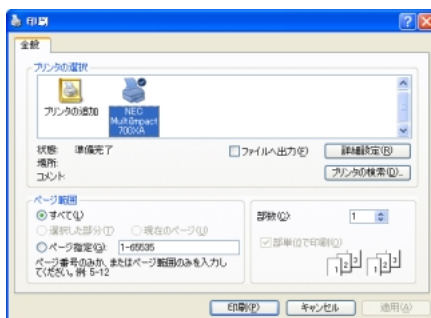 印刷
全般
プリンタの選択
プリンタの追加
NEC
MultiImpact
700XA
状態: 準備完了
場所:
コメント:
ファイルへ出力(F)
詳細設定(R)
プリンタの検索(D)...
ページ範囲
すべて(L)
選択した部分(T)
現在のページ(U)
ページ指定(G): 1-65535
ページ番号のみか、またはページ範囲のみを入力し
てください。例 5-12
部数(C): 1
部単位で印刷(O)
1 2 3
1 2 3
印刷(P)
キャンセル
適用(A)